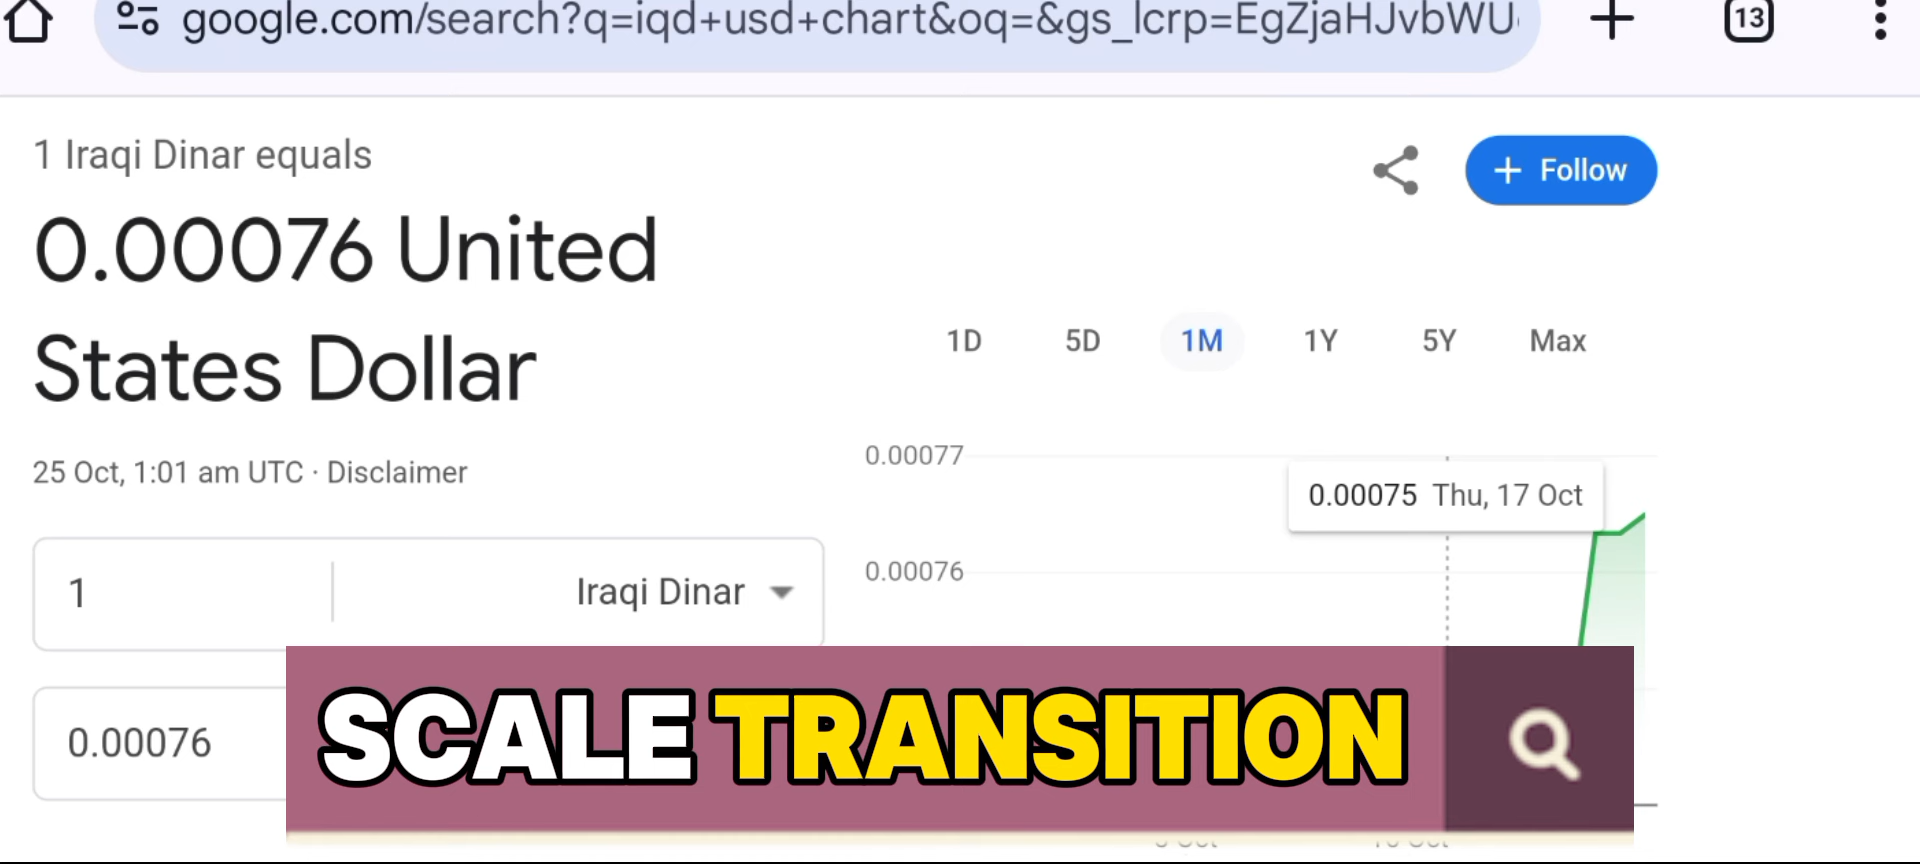 google.com/search?q=iqd+usd+chart&oq=&gs_lcrp=EgZjaHJvbWU
13
1 Iraqi Dinar equals
Follow
0.00076 United
States Dollar
1D 5D 1M 1Y 5Y Max
25 Oct, 1:01 am UTC · Disclaimer
0.00077
0.00075 Thu, 17 Oct
0.00076
1 Iraqi Dinar
0.00076
SCALE TRANSITION